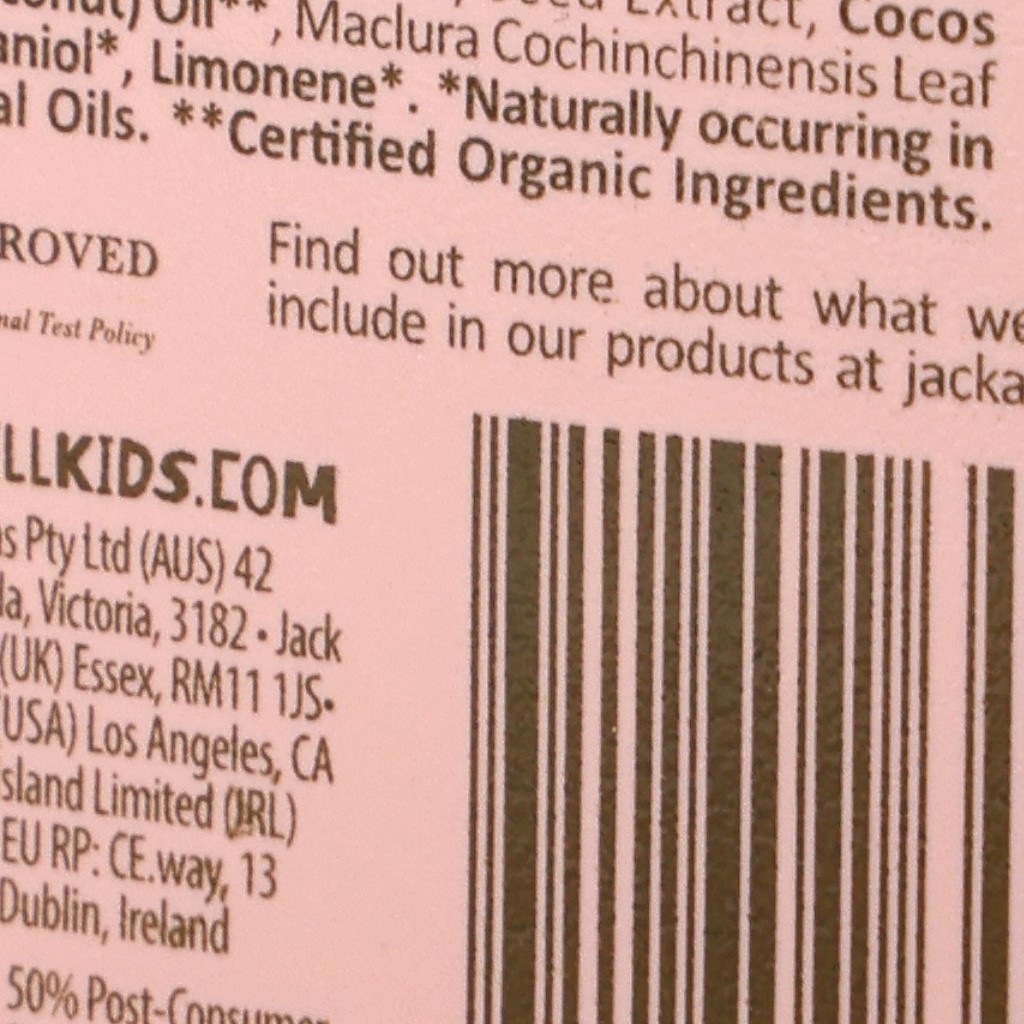 Oil**, Seed Extract, Cocos
Maclura Cochinchinensis Leaf
aniol*, Limonene*. *Naturally occurring in
al Oils. **Certified Organic Ingredients.
ROVED
nal Test Policy
Find out more about what we
include in our products at jacka
LLKIDS.COM
s Pty Ltd (AUS) 42
la, Victoria, 3182 • Jack
(UK) Essex, RM11 1JS•
(USA) Los Angeles, CA
sland Limited (IRL)
EU RP: CE.way, 13
Dublin, Ireland
50% Post-Consumer